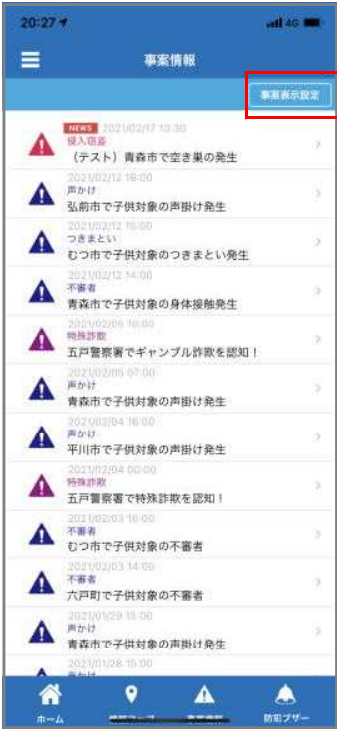 20:27
4G
事案情報
事案表示設定
NEWS 2021/02/17 10:30
侵入窃盗
（テスト）青森市で空き巣の発生
2021/02/12 18:00
声かけ
弘前市で子供対象の声掛け発生
2021/02/12 16:00
つきまとい
むつ市で子供対象のつきまとい発生
2021/02/12 14:00
不審者
青森市で子供対象の身体接触発生
2021/02/05 10:00
特殊詐欺
五戸警察署でギャンブル詐欺を認知！
2021/02/05 07:00
声かけ
青森市で子供対象の声掛け発生
2021/02/04 16:00
声かけ
平川市で子供対象の声掛け発生
2021/02/04 00:00
特殊詐欺
五戸警察署で特殊詐欺を認知！
2021/02/03 16:00
不審者
むつ市で子供対象の不審者
2021/02/03 14:00
不審者
六戸町で子供対象の不審者
2021/01/29 15:00
声かけ
青森市で子供対象の声掛け発生
2021/01/28 15:00
ホーム
防犯ブザー